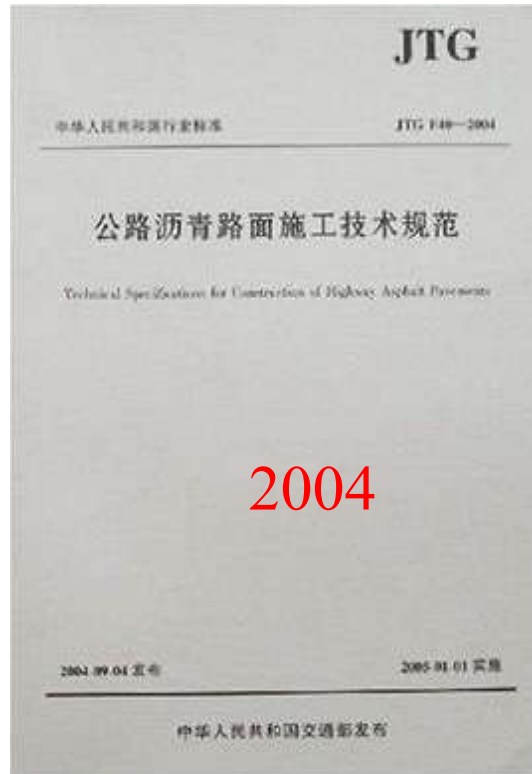 JTG
中华人民共和国行业标准
JTG F40—2004
公路沥青路面施工技术规范
Technical Specifications for Construction of Highway Asphalt Pavements
2004
2004-09-04 发布
2005-01-01 实施
中华人民共和国交通部发布